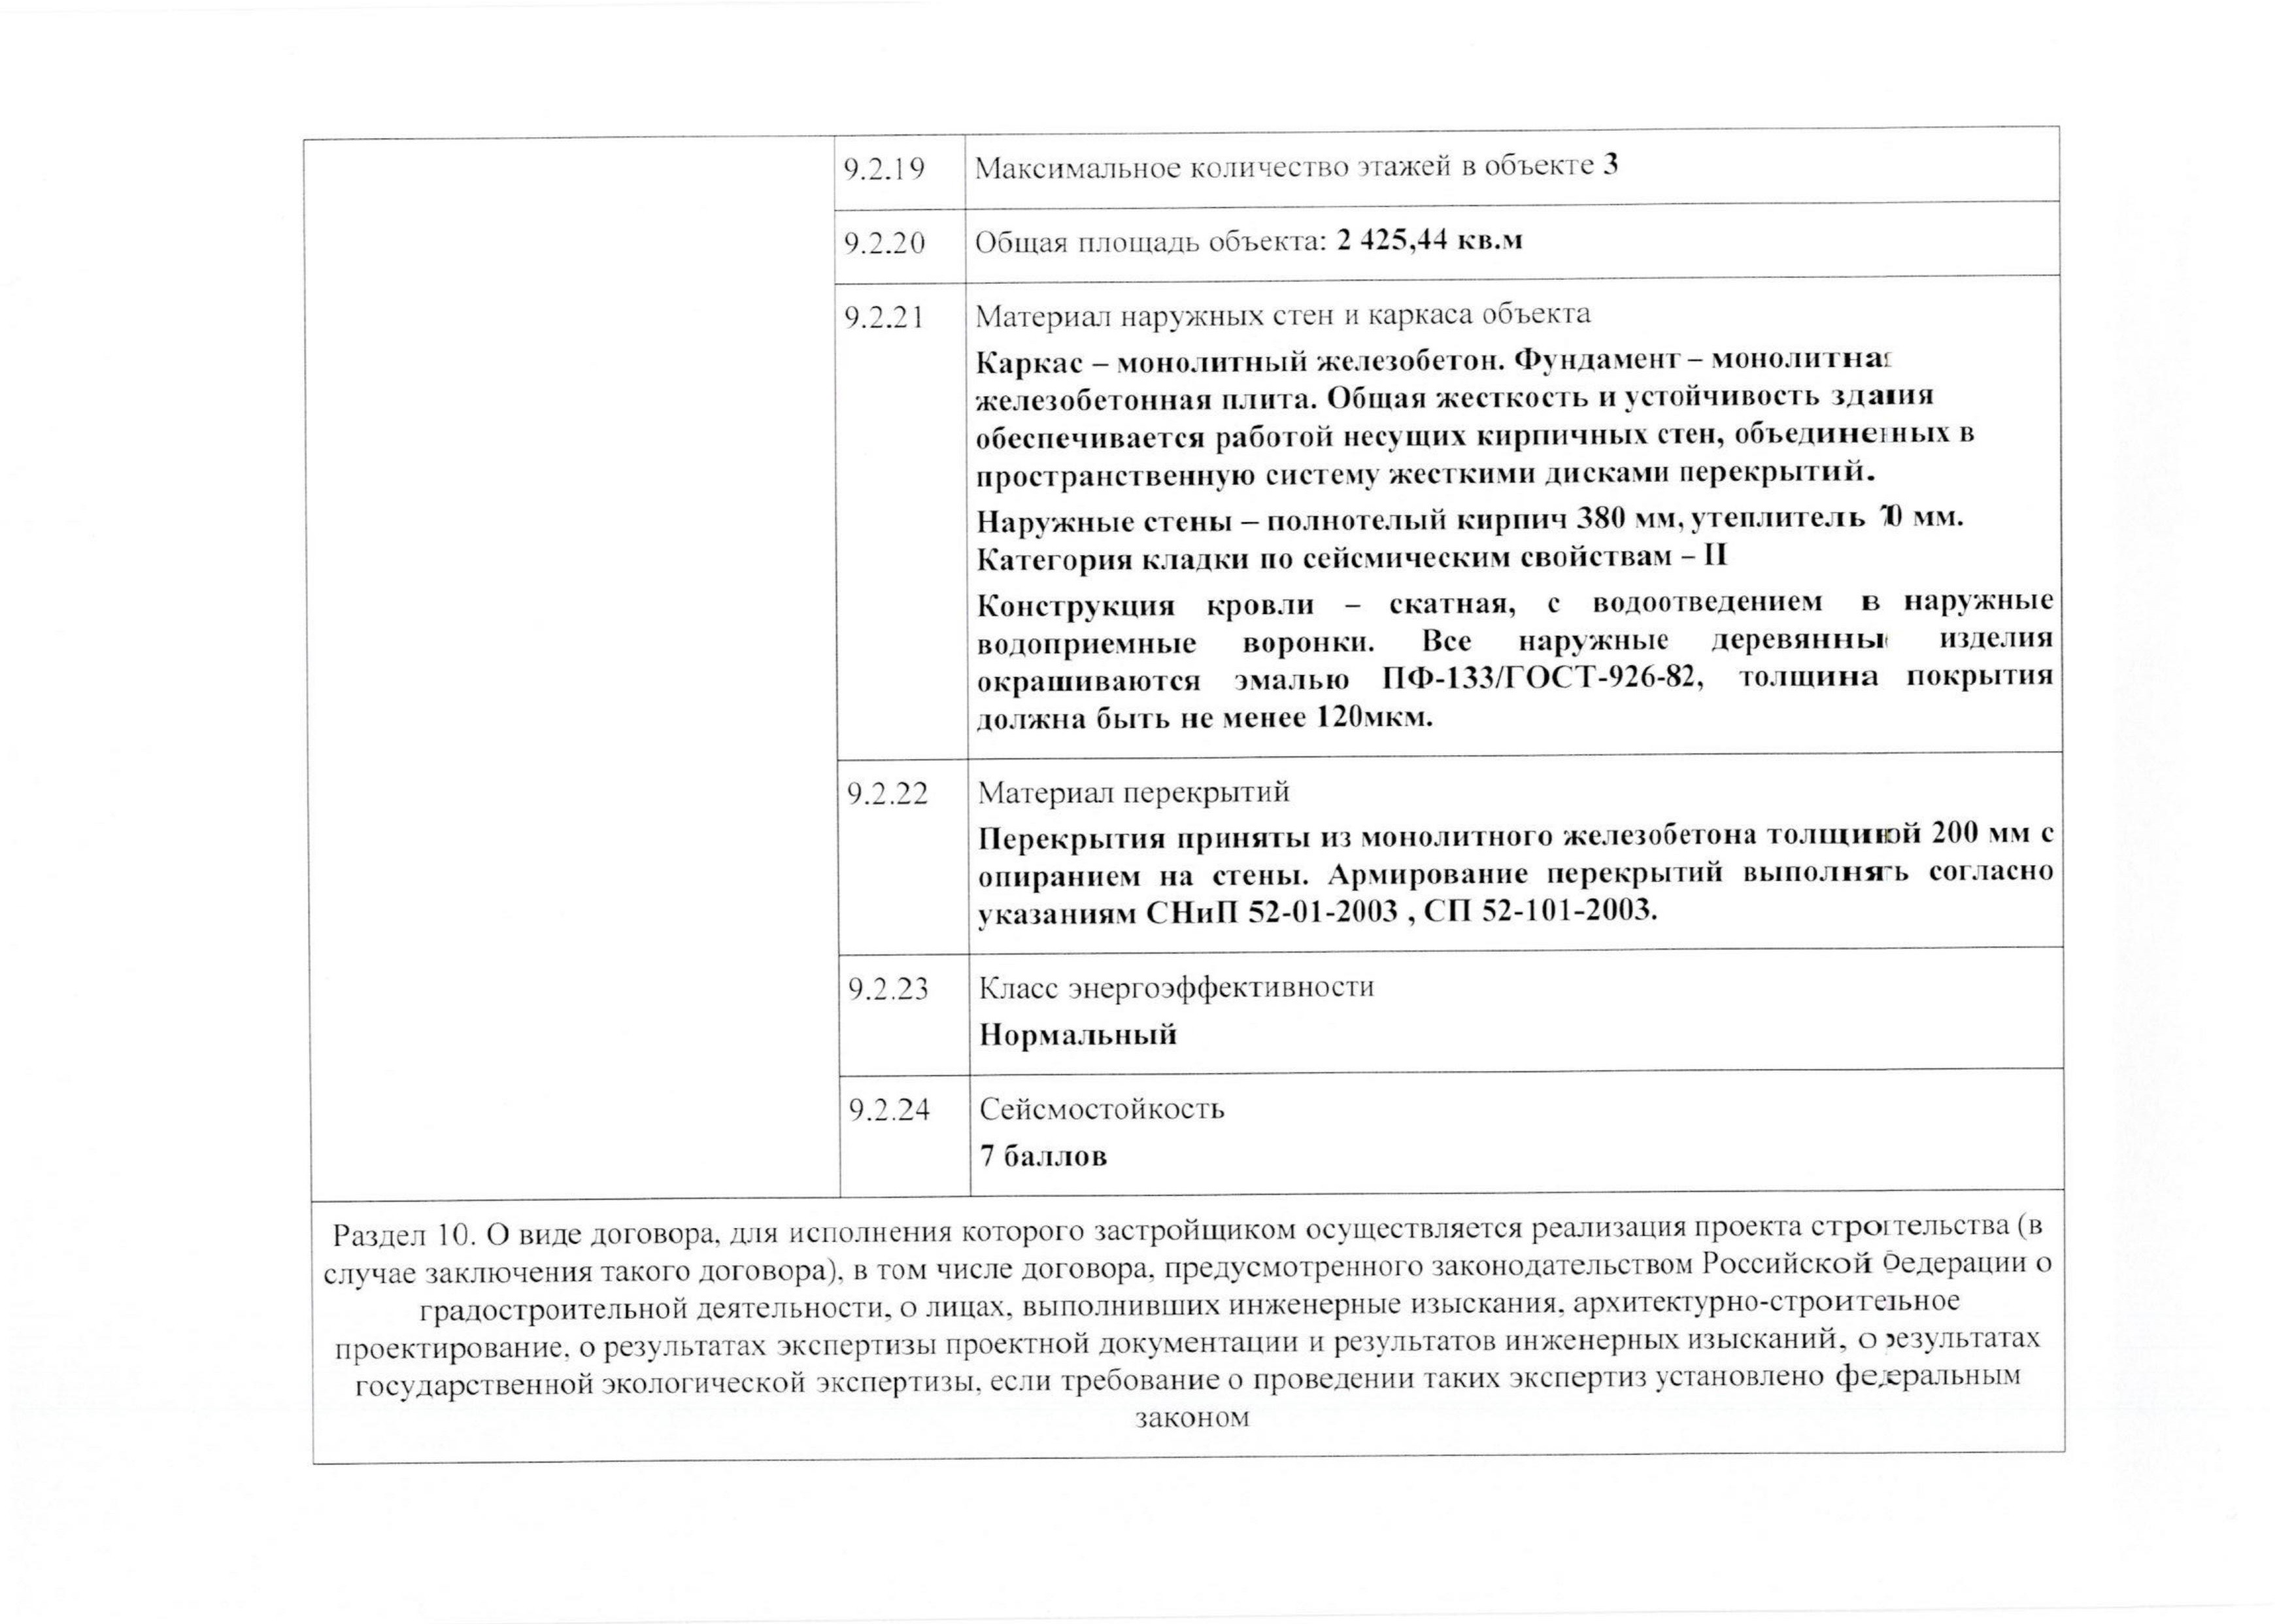 9.2.19 Максимальное количество этажей в объекте 3
9.2.20 Общая площадь объекта: 2 425,44 кв.м
9.2.21 Материал наружных стен и каркаса объекта
Каркас – монолитный железобетон. Фундамент – монолитная
железобетонная плита. Общая жесткость и устойчивость здания
обеспечивается работой несущих кирпичных стен, объединенных в
пространственную систему жесткими дисками перекрытий.
Наружные стены – полнотелый кирпич 380 мм, утеплитель 70 мм.
Категория кладки по сейсмическим свойствам – II
Конструкция кровли – скатная, с водоотведением в наружные
водоприемные воронки. Все наружные деревянные изделия
окрашиваются эмалью ПФ-133/ГОСТ-926-82, толщина покрытия
должна быть не менее 120мкм.
9.2.22 Материал перекрытий
Перекрытия приняты из монолитного железобетона толщиной 200 мм с
опиранием на стены. Армирование перекрытий выполнять согласно
указаниям СНиП 52-01-2003 , СП 52-101-2003.
9.2.23 Класс энергоэффективности
Нормальный
9.2.24 Сейсмостойкость
7 баллов
Раздел 10. О виде договора, для исполнения которого застройщиком осуществляется реализация проекта строительства (в
случае заключения такого договора), в том числе договора, предусмотренного законодательством Российской Федерации о
градостроительной деятельности, о лицах, выполнивших инженерные изыскания, архитектурно-строительное
проектирование, о результатах экспертизы проектной документации и результатов инженерных изысканий, о результатах
государственной экологической экспертизы, если требование о проведении таких экспертиз установлено федеральным
законом